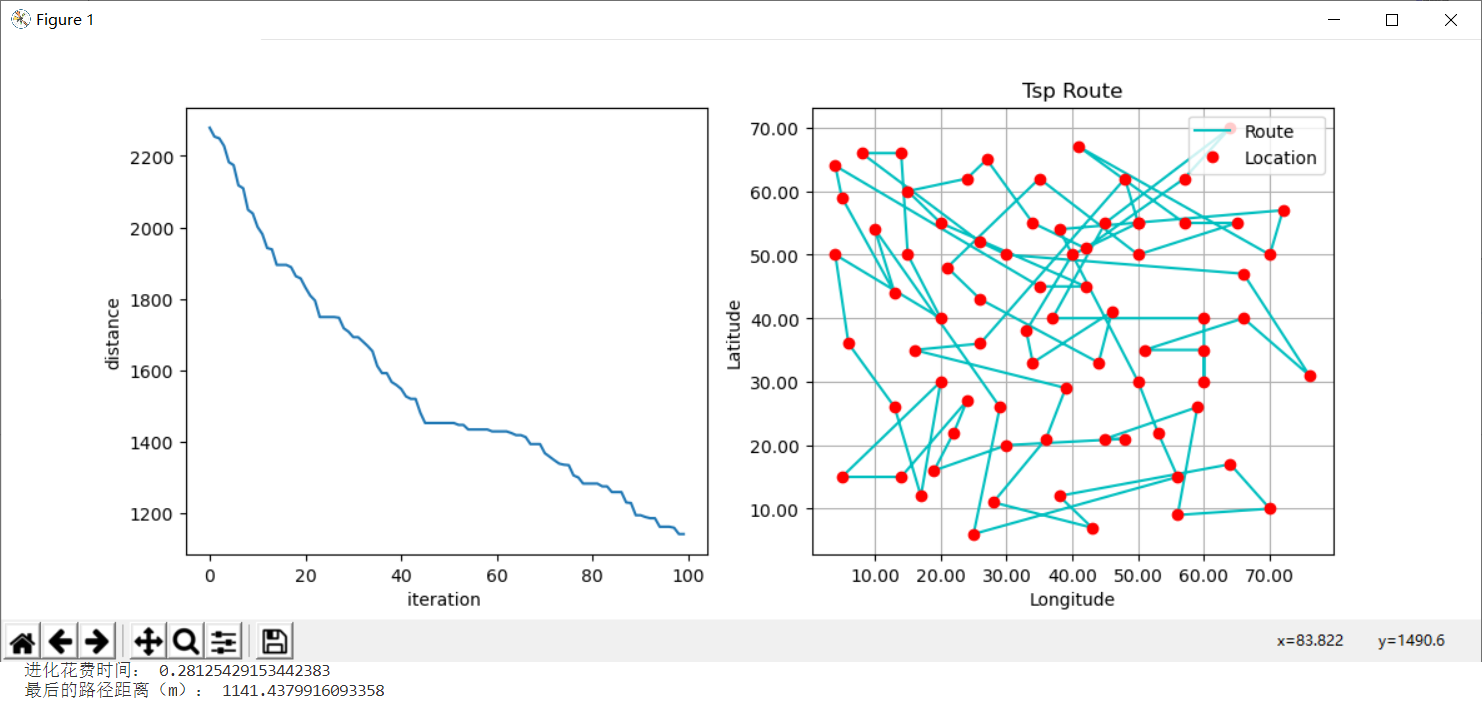 Figure 1
2200
2000
1800
1600
1400
1200
distance
0 20 40 60 80 100
iteration
Tsp Route
Route
Location
70.00
60.00
50.00
40.00
30.00
20.00
10.00
Latitude
10.00 20.00 30.00 40.00 50.00 60.00 70.00
Longitude
x=83.822 y=1490.6
进化花费时间： 0.28125429153442383
最后的路径距离（m）： 1141.4379916093358